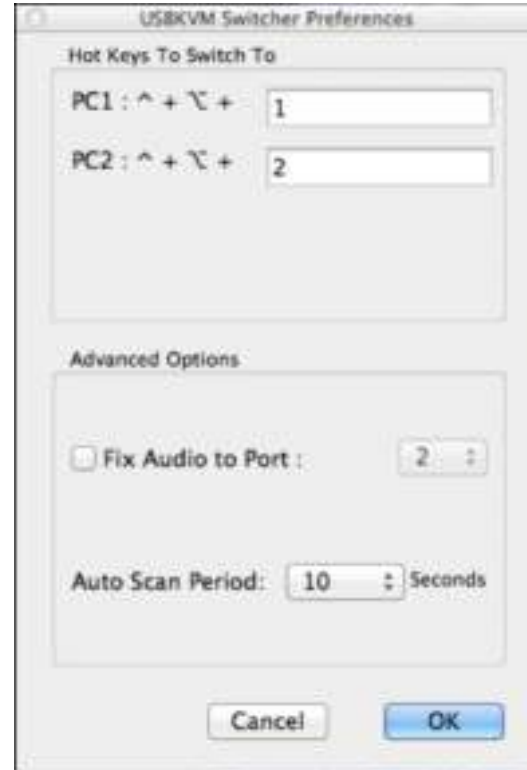 USBKVM Switcher Preferences
Hot Keys To Switch To
PC1 : ^ + ⌥ + 1
PC2 : ^ + ⌥ + 2
Advanced Options
Fix Audio to Port : 2
Auto Scan Period: 10 Seconds
Cancel OK